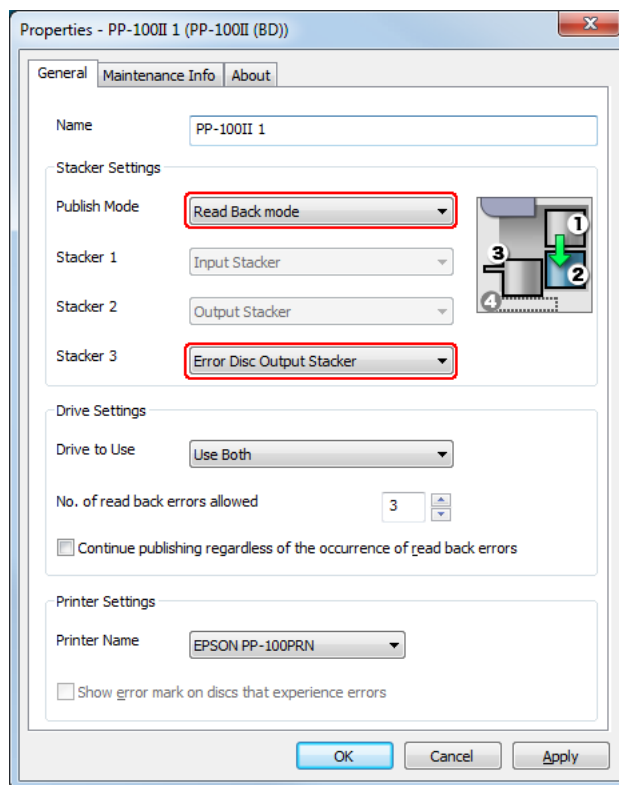 Properties - PP-100II 1 (PP-100II (BD))
General Maintenance Info About
Name PP-100II 1
Stacker Settings
Publish Mode Read Back mode
1
Stacker 1 Input Stacker
3
2
Stacker 2 Output Stacker
4
Stacker 3 Error Disc Output Stacker
Drive Settings
Drive to Use Use Both
No. of read back errors allowed 3
Continue publishing regardless of the occurrence of read back errors
Printer Settings
Printer Name EPSON PP-100PRN
Show error mark on discs that experience errors
OK Cancel Apply